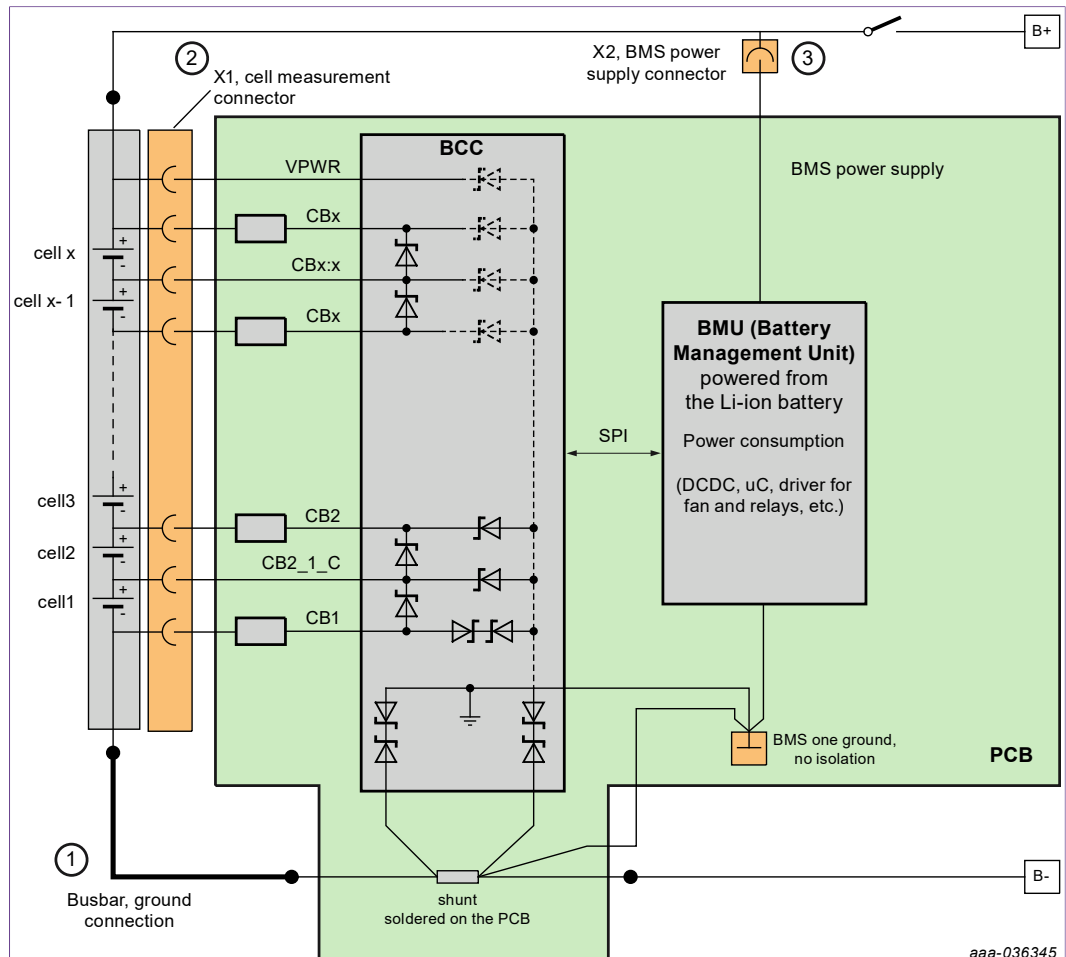 B+
2
X1, cell measurement
connector
X2, BMS power
supply connector
3
BCC
VPWR
BMS power supply
CBx
cell x
+
-
CBx:x
cell x- 1
+
-
CBx
BMU (Battery
Management Unit)
powered from
the Li-ion battery
Power consumption
(DCDC, uC, driver for
fan and relays, etc.)
SPI
cell3
+
-
CB2
cell2
+
-
CB2_1_C
cell1
+
-
CB1
BMS one ground,
no isolation
PCB
1
Busbar, ground
connection
shunt
soldered on the PCB
B-
aaa-036345